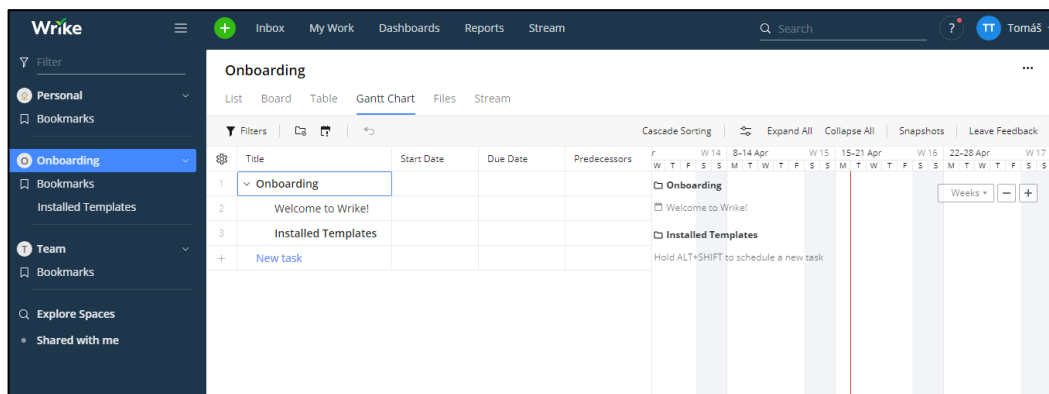 Wrike
Inbox My Work Dashboards Reports Stream
Search
?
TT Tomáš
Filter
Personal
Bookmarks
O Onboarding
Bookmarks
Installed Templates
T Team
Bookmarks
Explore Spaces
Shared with me
Onboarding
List Board Table Gantt Chart Files Stream
Filters
Cascade Sorting Expand All Collapse All Snapshots Leave Feedback
Title Start Date Due Date Predecessors
1 Onboarding
2 Welcome to Wrike!
3 Installed Templates
+ New task
r W 14 8-14 Apr W 15 15-21 Apr W 16 22-28 Apr W 17
W T F S S M T W T F S S M T W T F S S M T W T F S S
Onboarding
Weeks
Welcome to Wrike!
Installed Templates
Hold ALT+SHIFT to schedule a new task